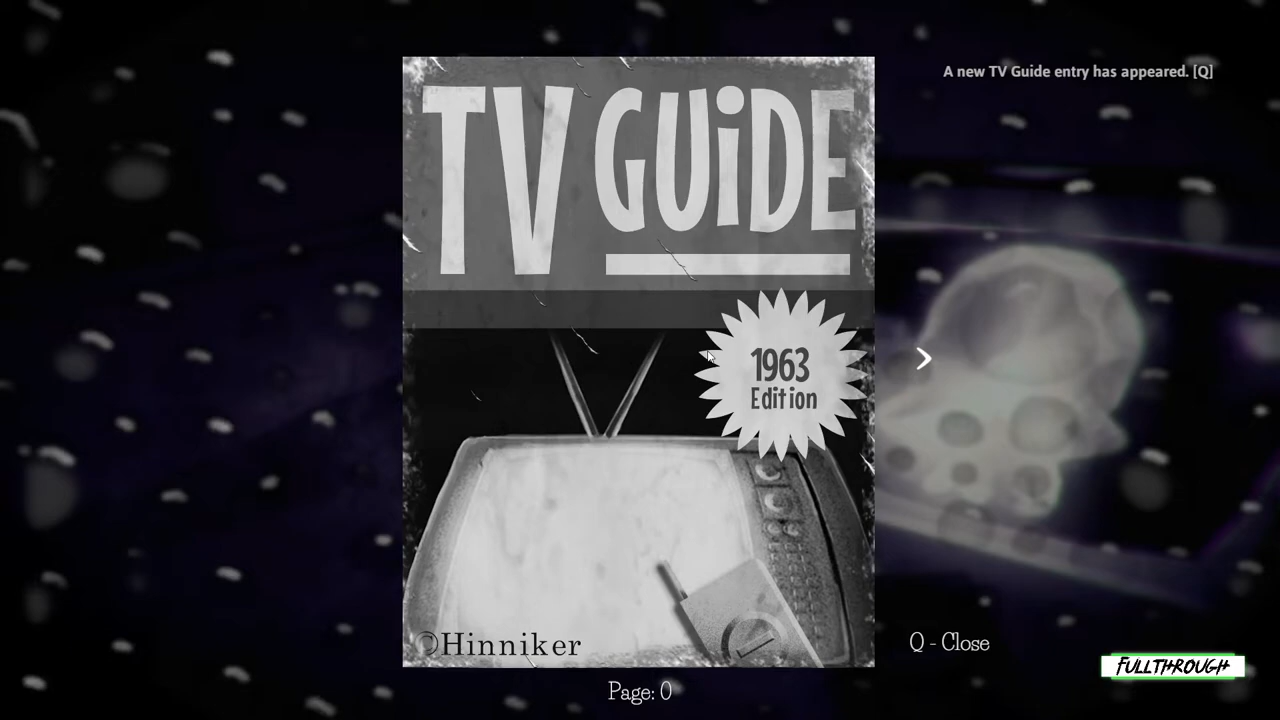 A new TV Guide entry has appeared. [Q]
TV GUiDE
1963
Edition
©Hinniker
Q - Close
FULLTHROUGH
Page: 0